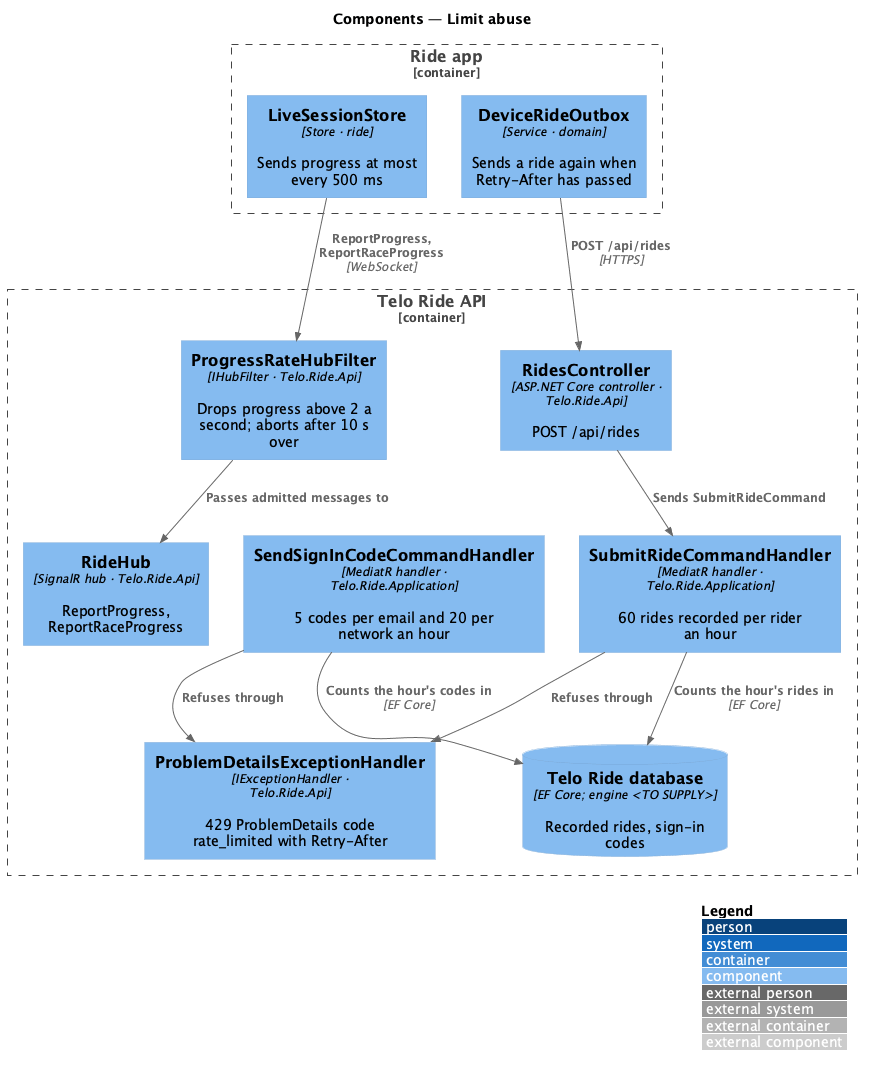 Components — Limit abuse
Ride app
[container]
LiveSessionStore
[Store · ride]
Sends progress at most
every 500 ms
DeviceRideOutbox
[Service · domain]
Sends a ride again when
Retry-After has passed
ReportProgress,
ReportRaceProgress
[WebSocket]
POST /api/rides
[HTTPS]
Telo Ride API
[container]
ProgressRateHubFilter
[IHubFilter · Telo.Ride.Api]
Drops progress above 2 a
second; aborts after 10 s
over
RidesController
[ASP.NET Core controller ·
Telo.Ride.Api]
POST /api/rides
Passes admitted messages to
Sends SubmitRideCommand
RideHub
[SignalR hub · Telo.Ride.Api]
ReportProgress,
ReportRaceProgress
SendSignInCodeCommandHandler
[MediatR handler ·
Telo.Ride.Application]
5 codes per email and 20 per
network an hour
SubmitRideCommandHandler
[MediatR handler ·
Telo.Ride.Application]
60 rides recorded per rider
an hour
Refuses through
Counts the hour's codes in
[EF Core]
Refuses through
Counts the hour's rides in
[EF Core]
ProblemDetailsExceptionHandler
[IExceptionHandler ·
Telo.Ride.Api]
429 ProblemDetails code
rate_limited with Retry-After
Telo Ride database
[EF Core; engine <TO SUPPLY>]
Recorded rides, sign-in
codes
Legend
person
system
container
component
external person
external system
external container
external component